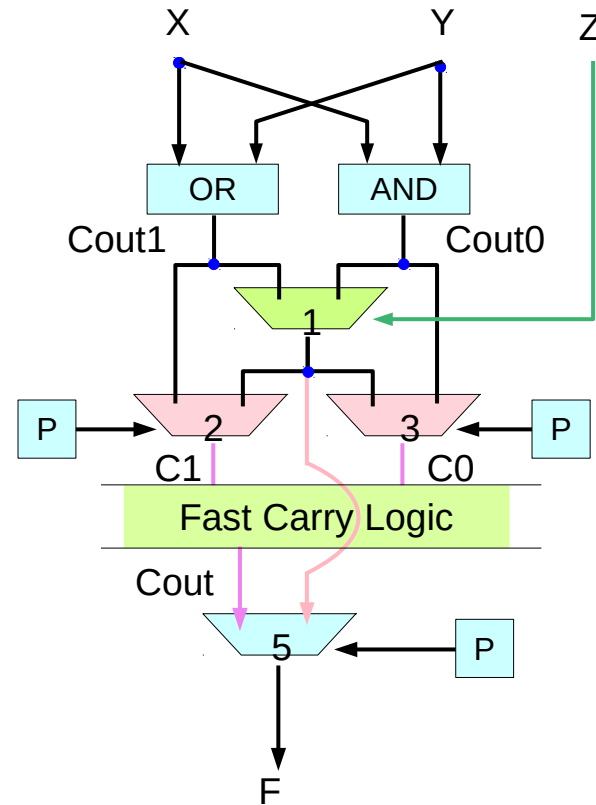 X Y Z
OR AND
Cout1 Cout0
1
P 2 3 P
C1 C0
Fast Carry Logic
Cout
5 P
F